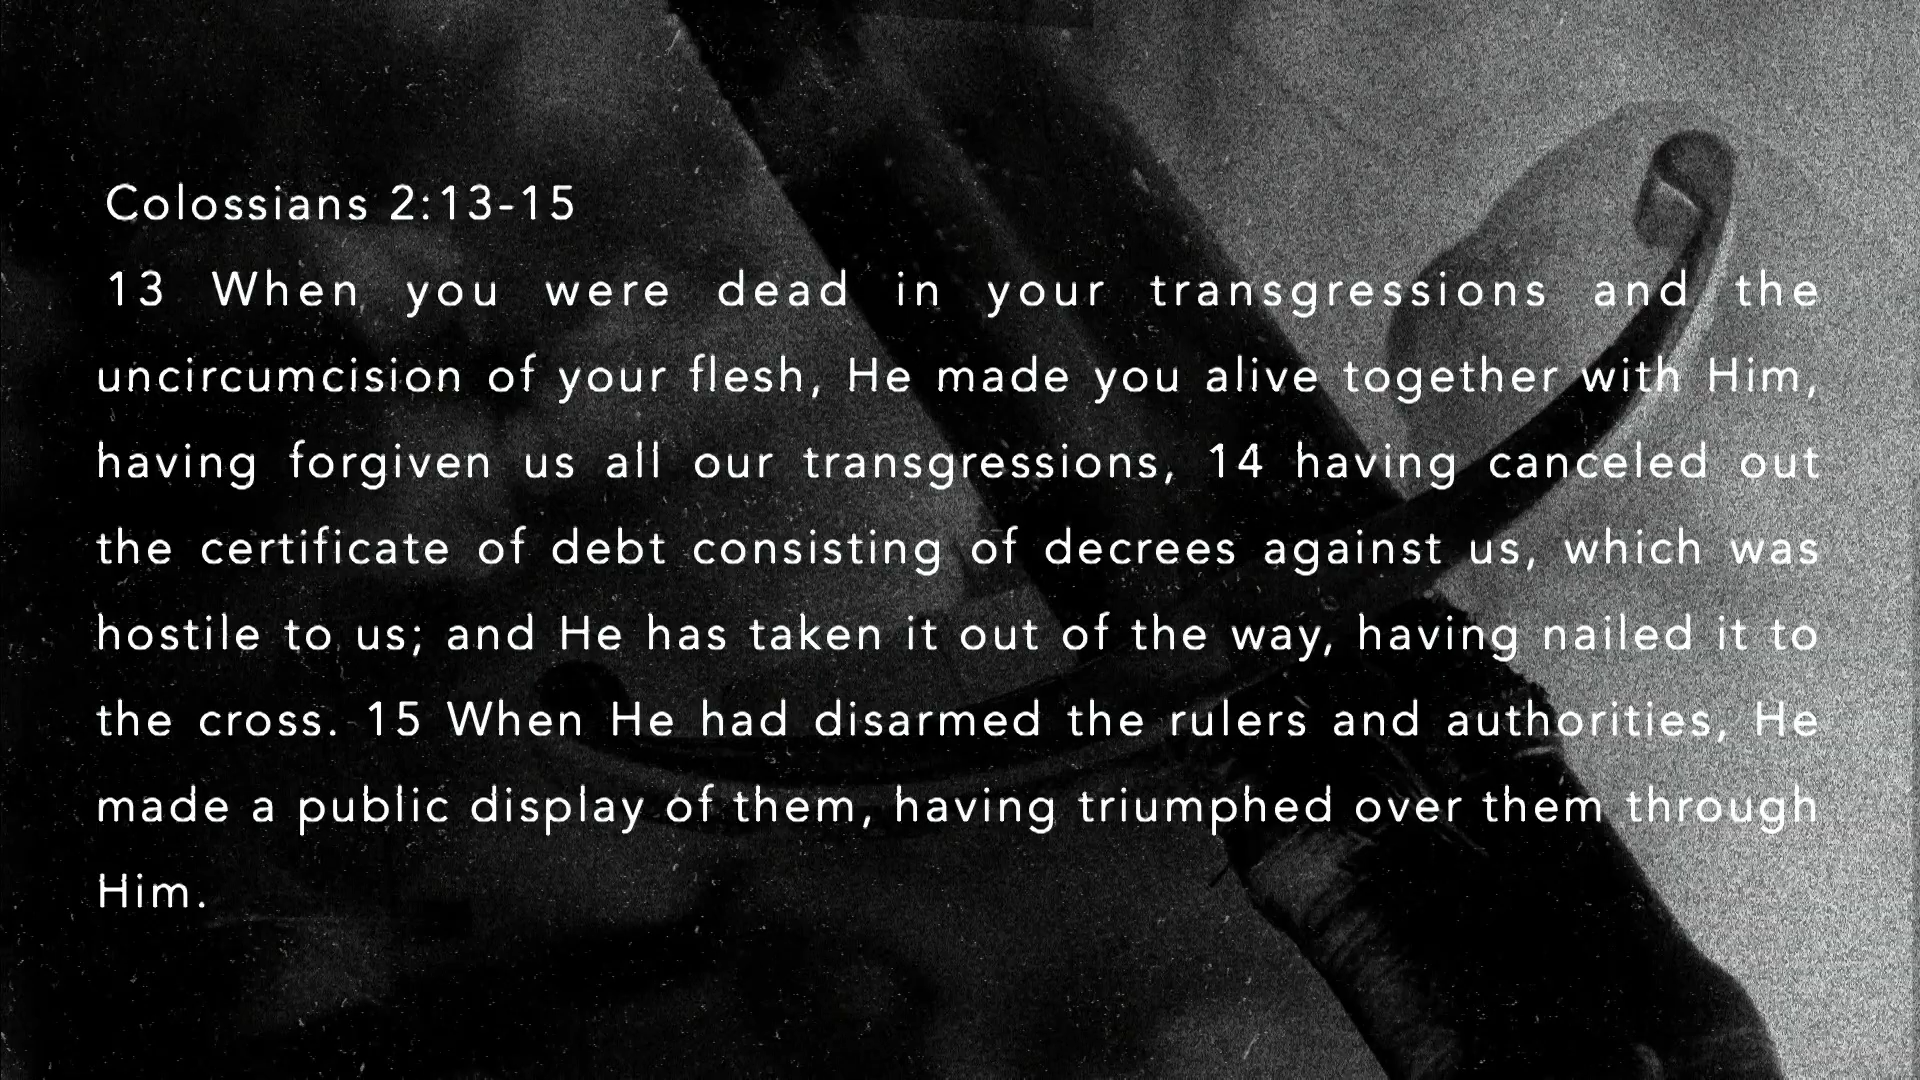 Colossians 2:13-15
13 When you were dead in your transgressions and the
uncircumcision of your flesh, He made you alive together with Him,
having forgiven us all our transgressions, 14 having canceled out
the certificate of debt consisting of decrees against us, which was
hostile to us; and He has taken it out of the way, having nailed it to
the cross. 15 When He had disarmed the rulers and authorities, He
made a public display of them, having triumphed over them through
Him.